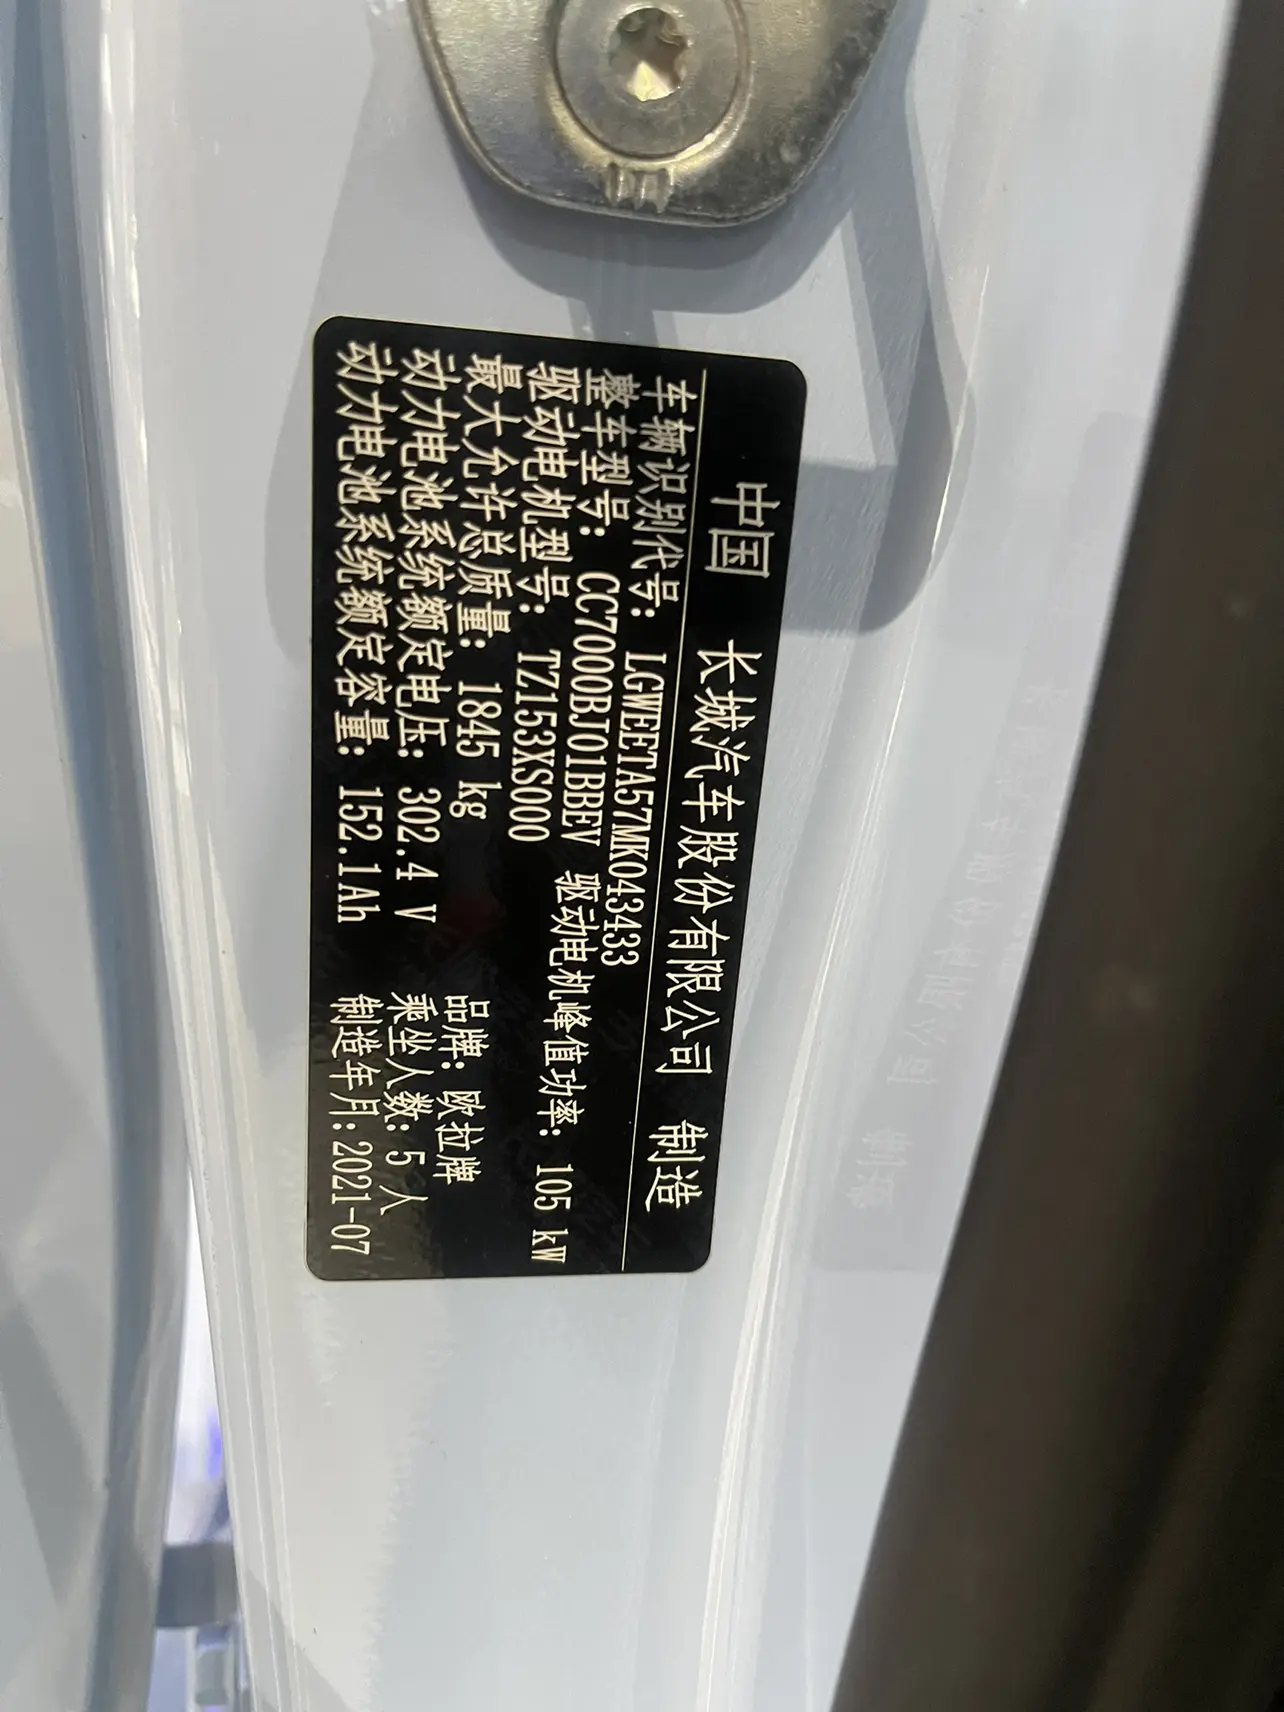 中国 长城汽车股份有限公司 制造
车辆识别代号: LGWEETA57MK043433
整车型号: CC7000BJ01BBEV 驱动电机峰值功率: 105 kW
驱动电机型号: TZ153XS000
最大允许总质量: 1845 kg 品牌: 欧拉牌
动力电池系统额定电压: 302.4 V 乘坐人数: 5 人
动力电池系统额定容量: 152.1Ah 制造年月: 2021-07